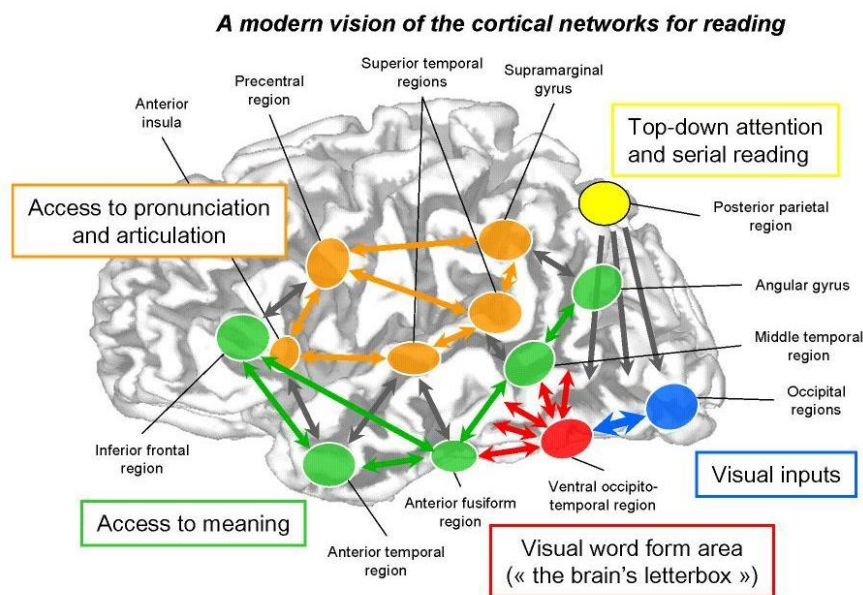 A modern vision of the cortical networks for reading
Superior temporal
regions
Supramarginal
gyrus
Precentral
region
Anterior
insula
Top-down attention
and serial reading
Access to pronunciation
and articulation
Posterior parietal
region
Angular gyrus
Middle temporal
region
Occipital
regions
Inferior frontal
region
Visual inputs
Ventral occipito-
temporal region
Anterior fusiform
region
Access to meaning
Anterior temporal
region
Visual word form area
(« the brain's letterbox »)